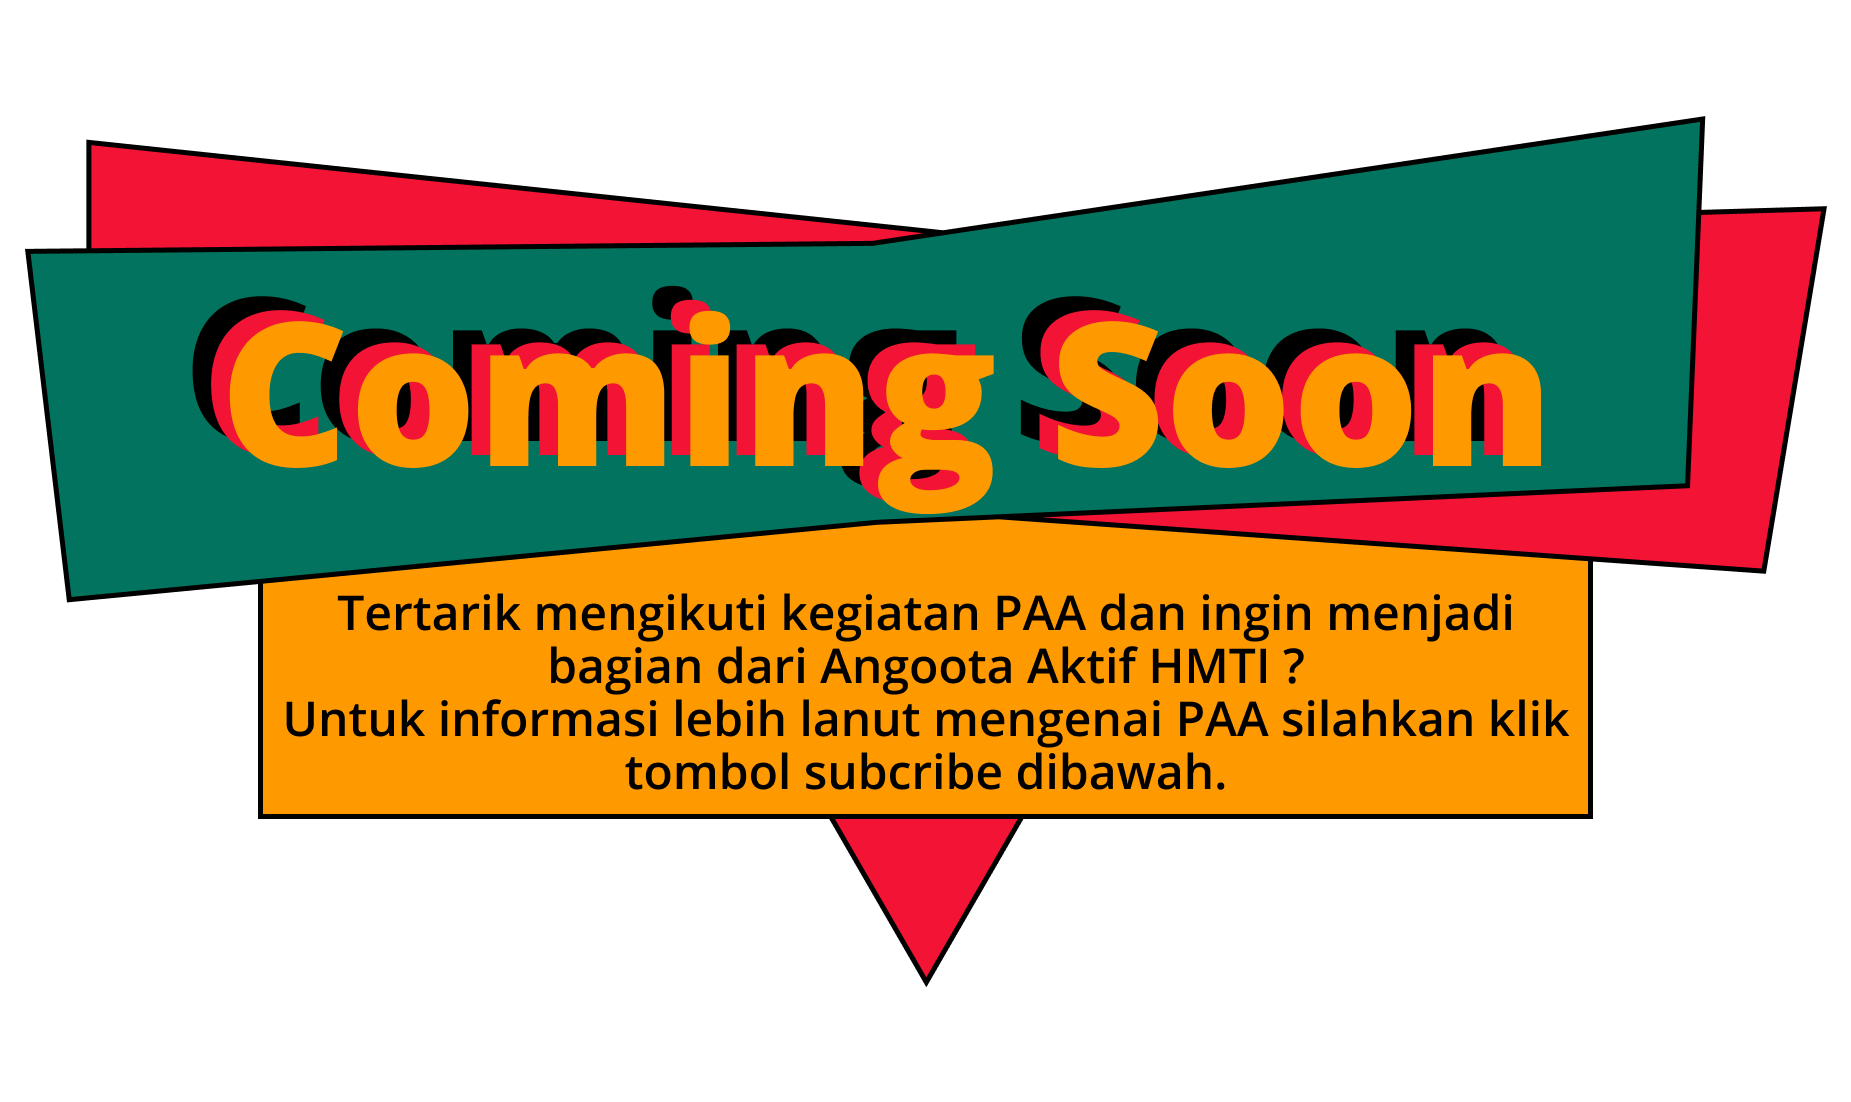 Coming Soon
Tertarik mengikuti kegiatan PAA dan ingin menjadi
bagian dari Angoota Aktif HMTI ?
Untuk informasi lebih lanut mengenai PAA silahkan klik
tombol subcribe dibawah.